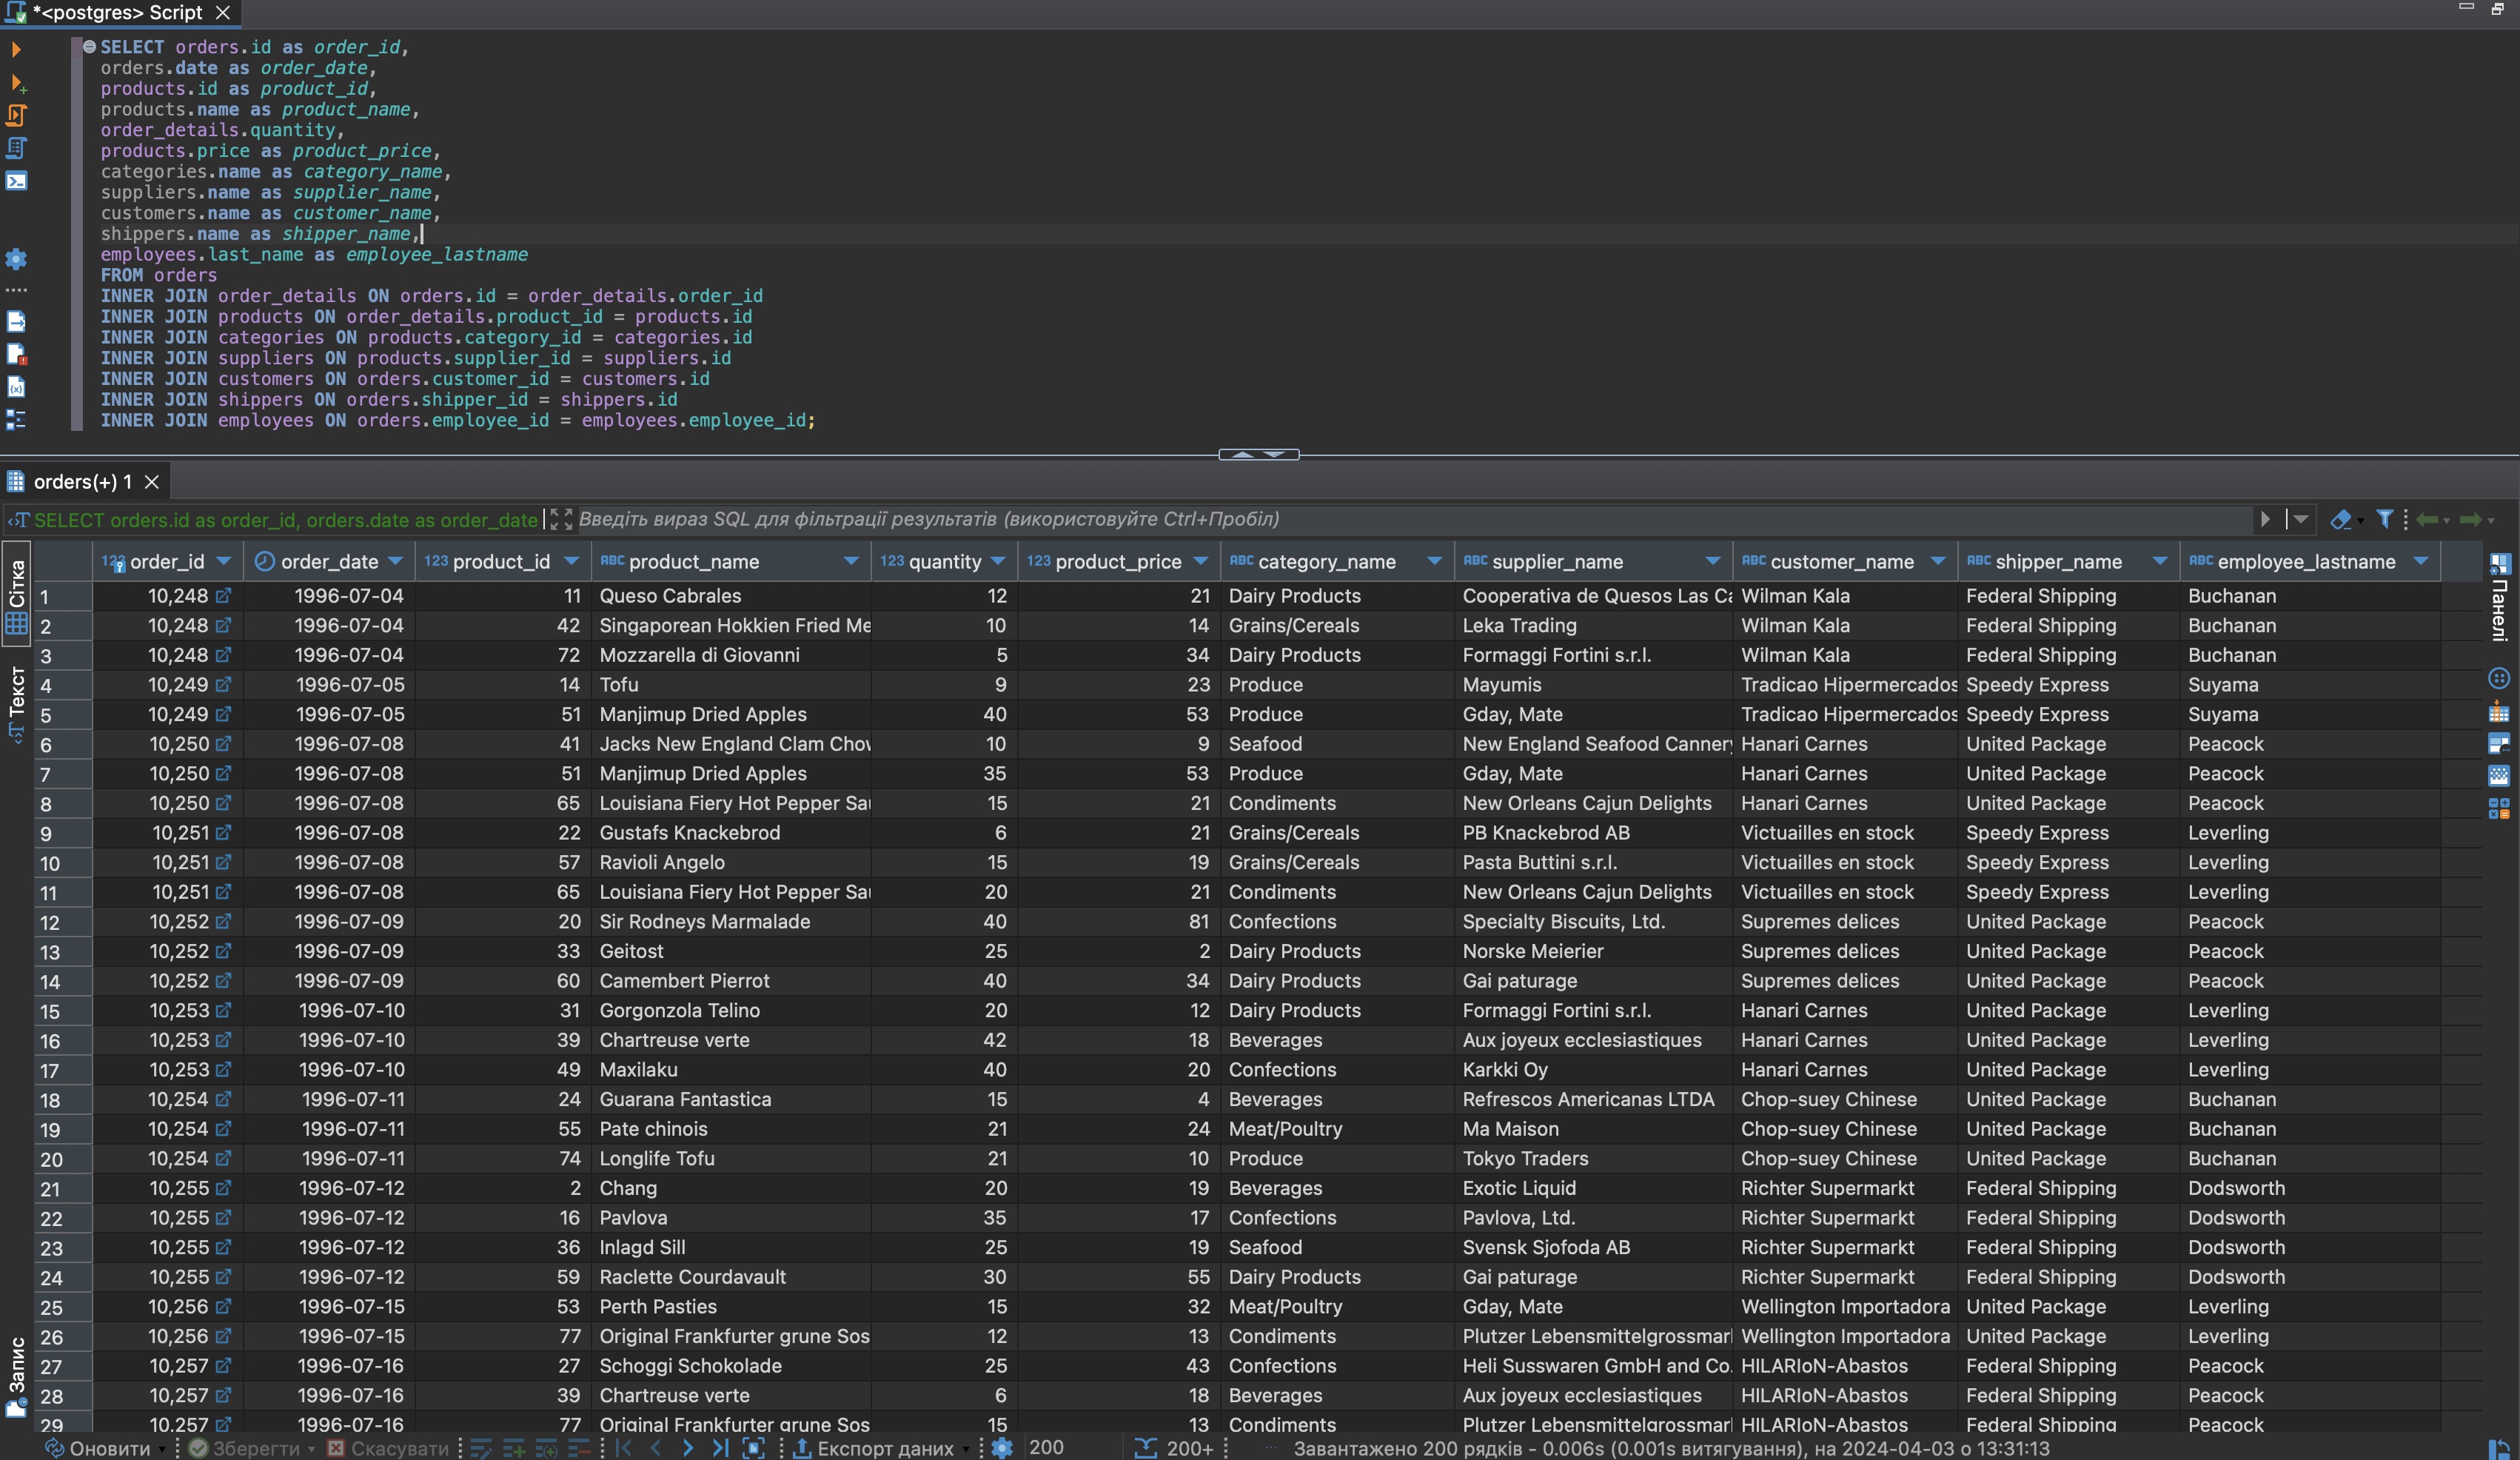 *<postgres> Script
SELECT orders.id as order_id,
orders.date as order_date,
products.id as product_id,
products.name as product_name,
order_details.quantity,
products.price as product_price,
categories.name as category_name,
suppliers.name as supplier_name,
customers.name as customer_name,
shippers.name as shipper_name,
employees.last_name as employee_lastname
FROM orders
INNER JOIN order_details ON orders.id = order_details.order_id
INNER JOIN products ON order_details.product_id = products.id
INNER JOIN categories ON products.category_id = categories.id
INNER JOIN suppliers ON products.supplier_id = suppliers.id
INNER JOIN customers ON orders.customer_id = customers.id
INNER JOIN shippers ON orders.shipper_id = shippers.id
INNER JOIN employees ON orders.employee_id = employees.employee_id;
orders(+) 1
SELECT orders.id as order_id, orders.date as order_date Введіть вираз SQL для фільтрації результатів (використовуйте Ctrl+Пробіл)
Сітка
Текст
Запис
Панелі
123 order_id order_date 123 product_id ABC product_name 123 quantity 123 product_price ABC category_name ABC supplier_name ABC customer_name ABC shipper_name ABC employee_lastname
1 10,248 1996-07-04 11 Queso Cabrales 12 21 Dairy Products Cooperativa de Quesos Las Ca Wilman Kala Federal Shipping Buchanan
2 10,248 1996-07-04 42 Singaporean Hokkien Fried Me 10 14 Grains/Cereals Leka Trading Wilman Kala Federal Shipping Buchanan
3 10,248 1996-07-04 72 Mozzarella di Giovanni 5 34 Dairy Products Formaggi Fortini s.r.l. Wilman Kala Federal Shipping Buchanan
4 10,249 1996-07-05 14 Tofu 9 23 Produce Mayumis Tradicao Hipermercados Speedy Express Suyama
5 10,249 1996-07-05 51 Manjimup Dried Apples 40 53 Produce Gday, Mate Tradicao Hipermercados Speedy Express Suyama
6 10,250 1996-07-08 41 Jacks New England Clam Chow 10 9 Seafood New England Seafood Cannery Hanari Carnes United Package Peacock
7 10,250 1996-07-08 51 Manjimup Dried Apples 35 53 Produce Gday, Mate Hanari Carnes United Package Peacock
8 10,250 1996-07-08 65 Louisiana Fiery Hot Pepper Sau 15 21 Condiments New Orleans Cajun Delights Hanari Carnes United Package Peacock
9 10,251 1996-07-08 22 Gustafs Knackebrod 6 21 Grains/Cereals PB Knackebrod AB Victuailles en stock Speedy Express Leverling
10 10,251 1996-07-08 57 Ravioli Angelo 15 19 Grains/Cereals Pasta Buttini s.r.l. Victuailles en stock Speedy Express Leverling
11 10,251 1996-07-08 65 Louisiana Fiery Hot Pepper Sau 20 21 Condiments New Orleans Cajun Delights Victuailles en stock Speedy Express Leverling
12 10,252 1996-07-09 20 Sir Rodneys Marmalade 40 81 Confections Specialty Biscuits, Ltd. Supremes delices United Package Peacock
13 10,252 1996-07-09 33 Geitost 25 2 Dairy Products Norske Meierier Supremes delices United Package Peacock
14 10,252 1996-07-09 60 Camembert Pierrot 40 34 Dairy Products Gai paturage Supremes delices United Package Peacock
15 10,253 1996-07-10 31 Gorgonzola Telino 20 12 Dairy Products Formaggi Fortini s.r.l. Hanari Carnes United Package Leverling
16 10,253 1996-07-10 39 Chartreuse verte 42 18 Beverages Aux joyeux ecclesiastiques Hanari Carnes United Package Leverling
17 10,253 1996-07-10 49 Maxilaku 40 20 Confections Karkki Oy Hanari Carnes United Package Leverling
18 10,254 1996-07-11 24 Guarana Fantastica 15 4 Beverages Refrescos Americanas LTDA Chop-suey Chinese United Package Buchanan
19 10,254 1996-07-11 55 Pate chinois 21 24 Meat/Poultry Ma Maison Chop-suey Chinese United Package Buchanan
20 10,254 1996-07-11 74 Longlife Tofu 21 10 Produce Tokyo Traders Chop-suey Chinese United Package Buchanan
21 10,255 1996-07-12 2 Chang 20 19 Beverages Exotic Liquid Richter Supermarkt Federal Shipping Dodsworth
22 10,255 1996-07-12 16 Pavlova 35 17 Confections Pavlova, Ltd. Richter Supermarkt Federal Shipping Dodsworth
23 10,255 1996-07-12 36 Inlagd Sill 25 19 Seafood Svensk Sjofoda AB Richter Supermarkt Federal Shipping Dodsworth
24 10,255 1996-07-12 59 Raclette Courdavault 30 55 Dairy Products Gai paturage Richter Supermarkt Federal Shipping Dodsworth
25 10,256 1996-07-15 53 Perth Pasties 15 32 Meat/Poultry Gday, Mate Wellington Importadora United Package Leverling
26 10,256 1996-07-15 77 Original Frankfurter grune Sos 12 13 Condiments Plutzer Lebensmittelgrossmar Wellington Importadora United Package Leverling
27 10,257 1996-07-16 27 Schoggi Schokolade 25 43 Confections Heli Susswaren GmbH and Co. HILARIoN-Abastos Federal Shipping Peacock
28 10,257 1996-07-16 39 Chartreuse verte 6 18 Beverages Aux joyeux ecclesiastiques HILARIoN-Abastos Federal Shipping Peacock
29 10,257 1996-07-16 77 Original Frankfurter grune Sos 15 13 Condiments Plutzer Lebensmittelgrossmar HILARIoN-Abastos Federal Shipping Peacock
Оновити Зберегти Скасувати Експорт даних 200 200+ Завантажено 200 рядків - 0.006s (0.001s витягування), на 2024-04-03 о 13:31:13